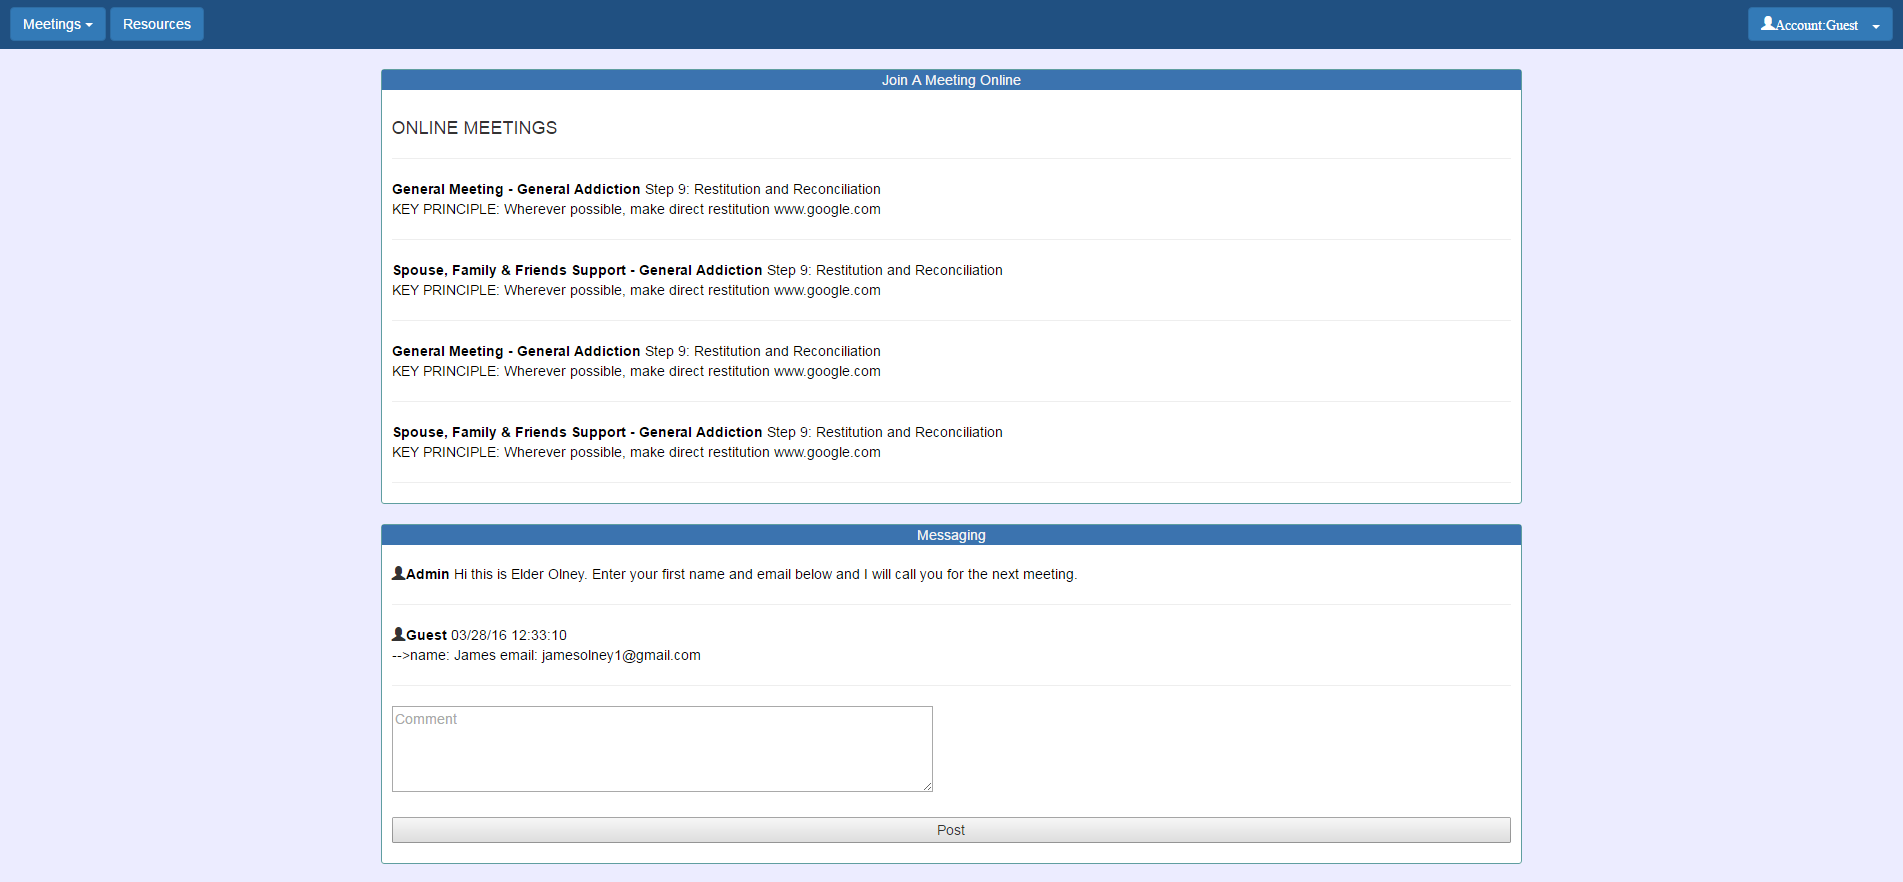 Meetings Resources Account:Guest
Join A Meeting Online
ONLINE MEETINGS
General Meeting - General Addiction Step 9: Restitution and Reconciliation
KEY PRINCIPLE: Wherever possible, make direct restitution www.google.com
Spouse, Family & Friends Support - General Addiction Step 9: Restitution and Reconciliation
KEY PRINCIPLE: Wherever possible, make direct restitution www.google.com
General Meeting - General Addiction Step 9: Restitution and Reconciliation
KEY PRINCIPLE: Wherever possible, make direct restitution www.google.com
Spouse, Family & Friends Support - General Addiction Step 9: Restitution and Reconciliation
KEY PRINCIPLE: Wherever possible, make direct restitution www.google.com
Messaging
Admin Hi this is Elder Olney. Enter your first name and email below and I will call you for the next meeting.
Guest 03/28/16 12:33:10
-->name: James email: jamesolney1@gmail.com
Comment
Post